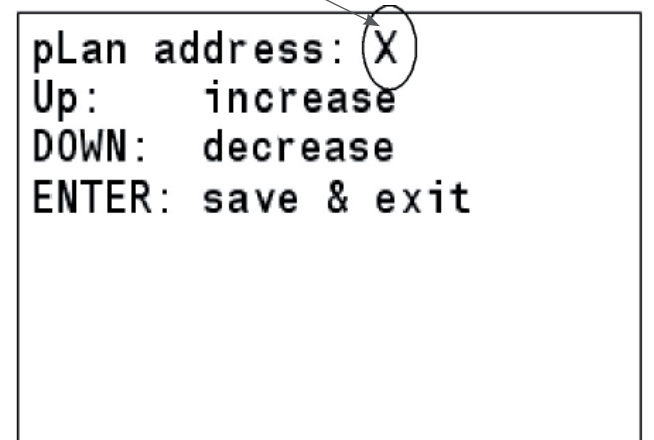 pLan address: X
Up: increase
DOWN: decrease
ENTER: save & exit